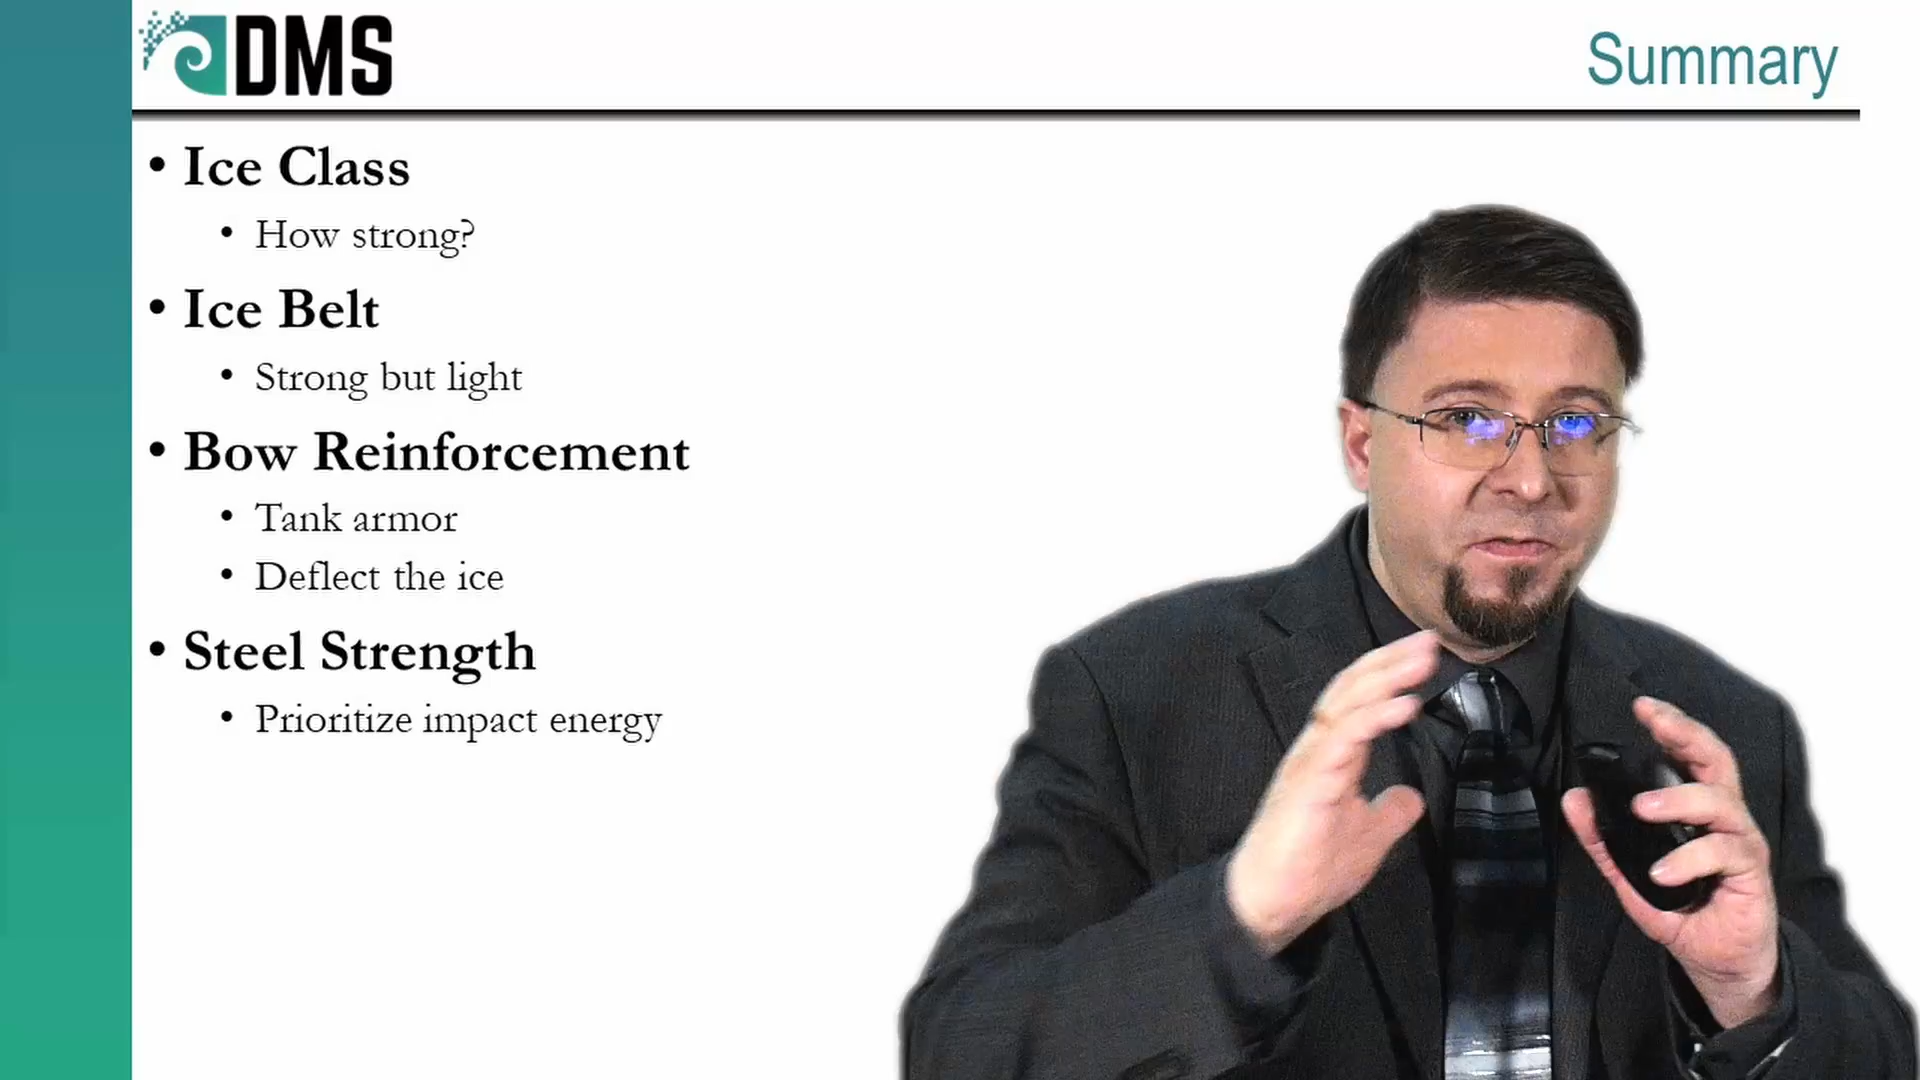 DMS
Summary
• Ice Class
• How strong?
• Ice Belt
• Strong but light
• Bow Reinforcement
• Tank armor
• Deflect the ice
• Steel Strength
• Prioritize impact energy